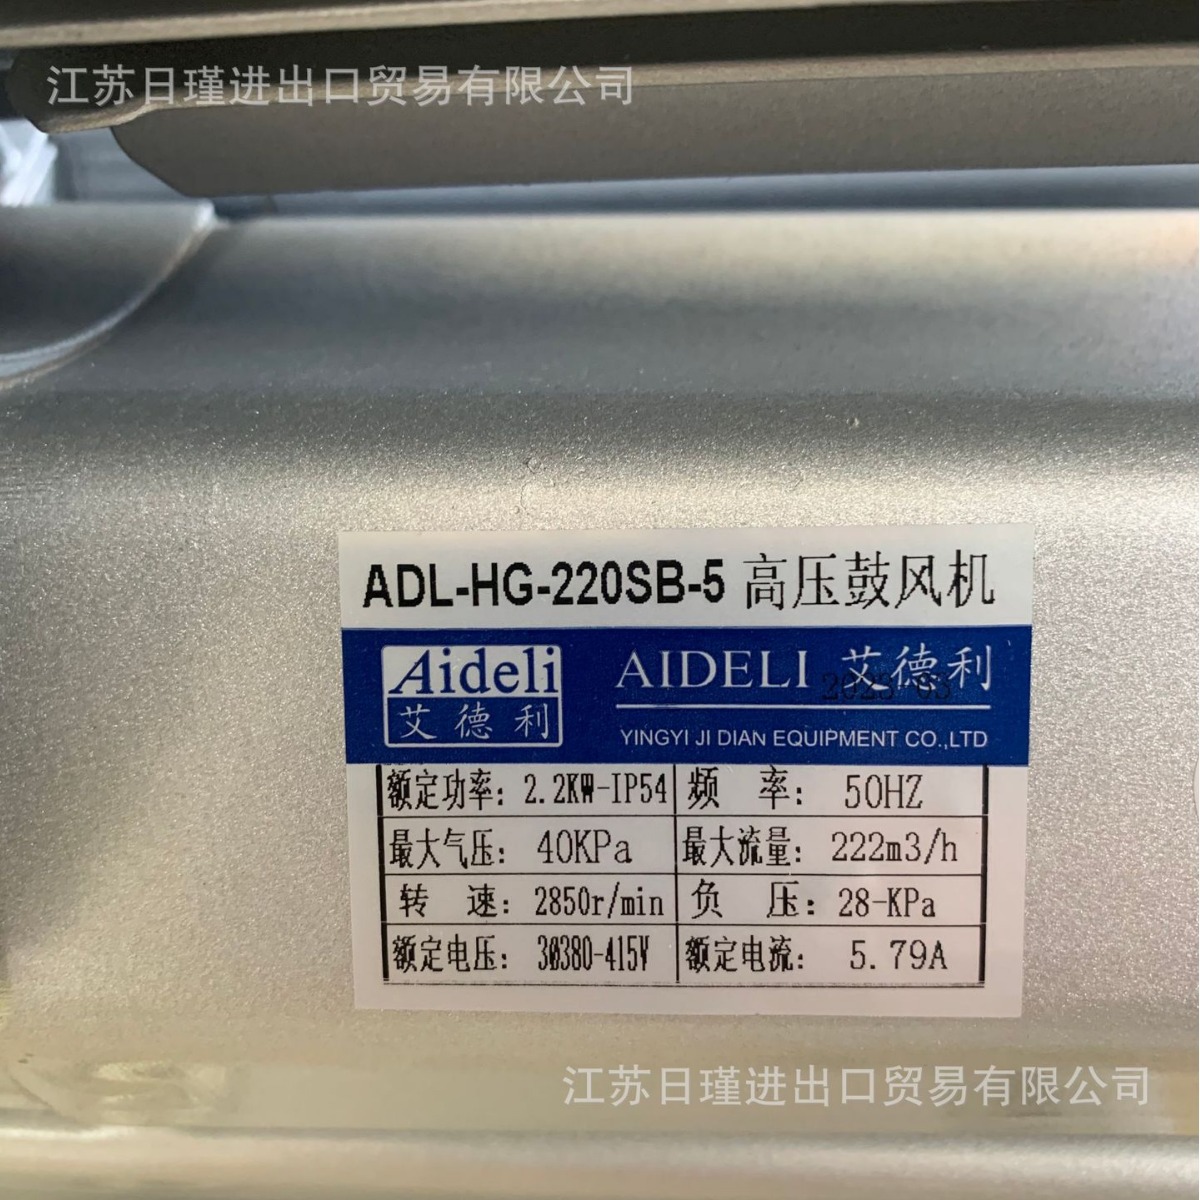 江苏日瑾进出口贸易有限公司
ADL-HG-220SB-5 高压鼓风机
Aideli
艾德利
AIDELI 艾德利
2023 03
YINGYI JI DIAN EQUIPMENT CO.,LTD
额定功率: 2.2KW-IP54 频 率: 50HZ
最大气压: 40KPa 最大流量: 222m3/h
转 速: 2850r/min 负 压: 28-KPa
额定电压: 3Ø380-415V 额定电流: 5.79A
江苏日瑾进出口贸易有限公司